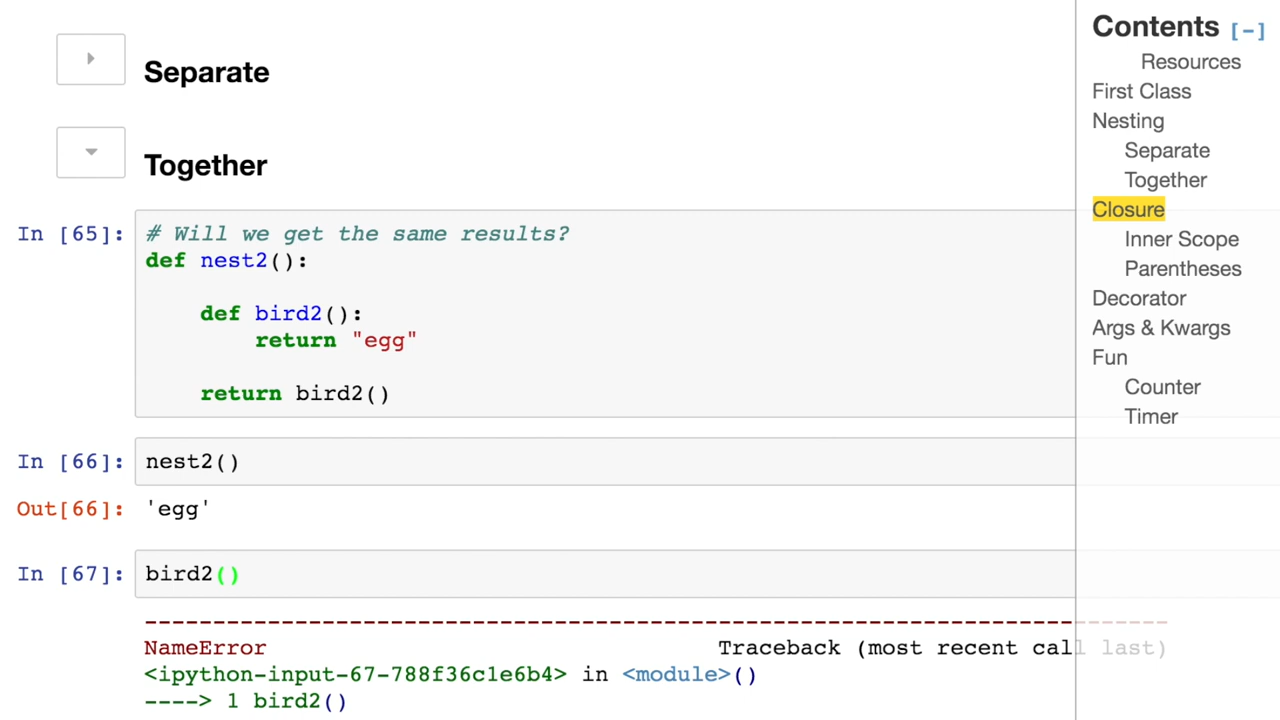 Separate
Together
In [65]:
# Will we get the same results?
def nest2():
    def bird2():
        return "egg"
    return bird2()
In [66]:
nest2()
Out[66]:
'egg'
In [67]:
bird2()
---------------------------------------------------------------------------
NameError                                 Traceback (most recent call last)
<ipython-input-67-788f36c1e6b4> in <module>()
----> 1 bird2()
Contents [-]
Resources
First Class
Nesting
Separate
Together
Closure
Inner Scope
Parentheses
Decorator
Args & Kwargs
Fun
Counter
Timer